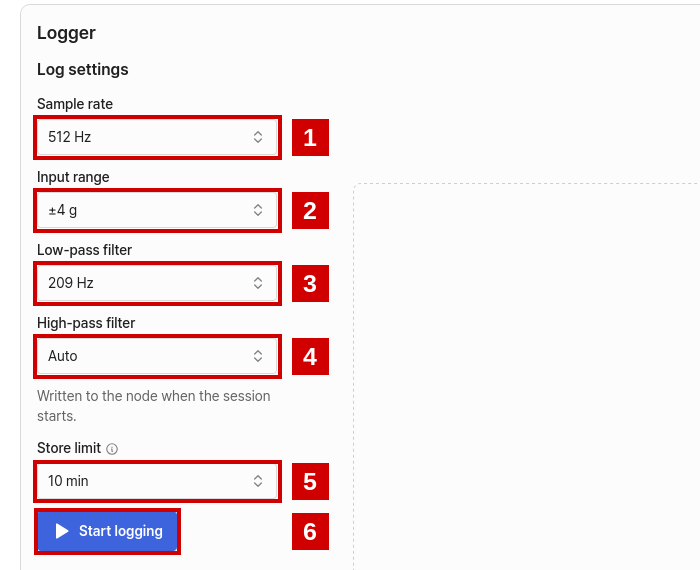 Logger
Log settings
Sample rate
512 Hz
1
Input range
±4 g
2
Low-pass filter
209 Hz
3
High-pass filter
Auto
4
Written to the node when the session
starts.
Store limit
10 min
5
Start logging
6